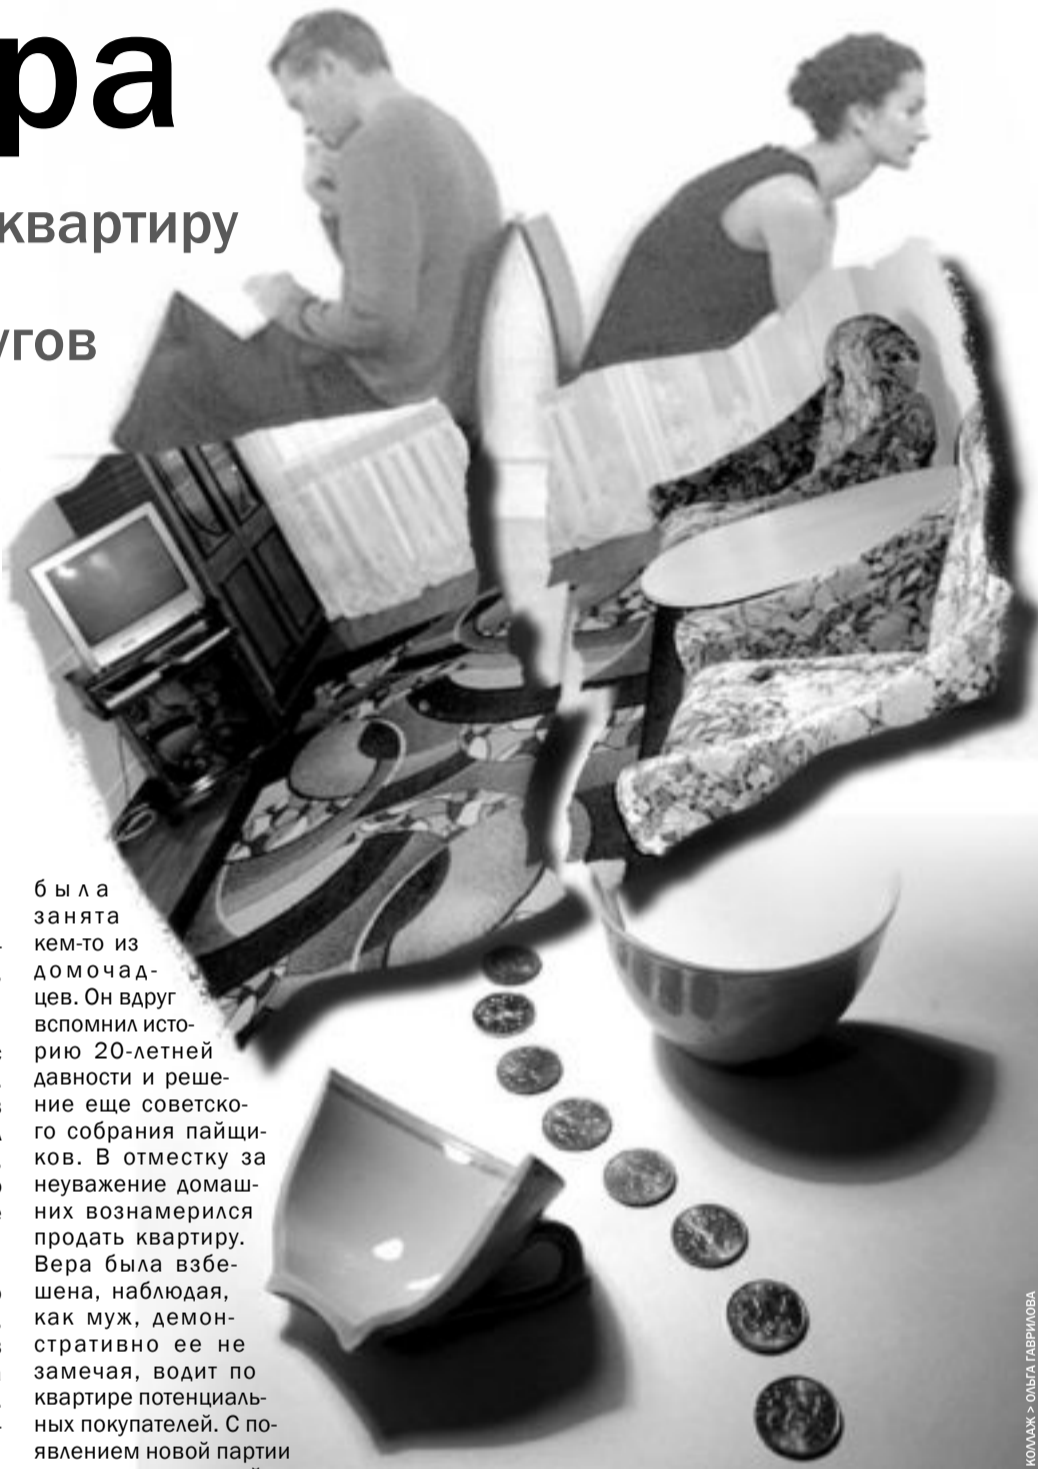 ра
квартиру
угов
была
занята
кем-то из
домочад-
цев. Он вдруг
вспомнил исто-
рию 20-летней
давности и реше-
ние еще советско-
го собрания пайщи-
ков. В отместку за
неуважение домаш-
них вознамерился
продать квартиру.
Вера была взбе-
шена, наблюдая,
как муж, демон-
стративно ее не
замечая, водит по
квартире потенциаль-
ных покупателей. С по-
явлением новой партии
КОЛЛАЖ > ОЛЬГА ГАВРИЛОВА